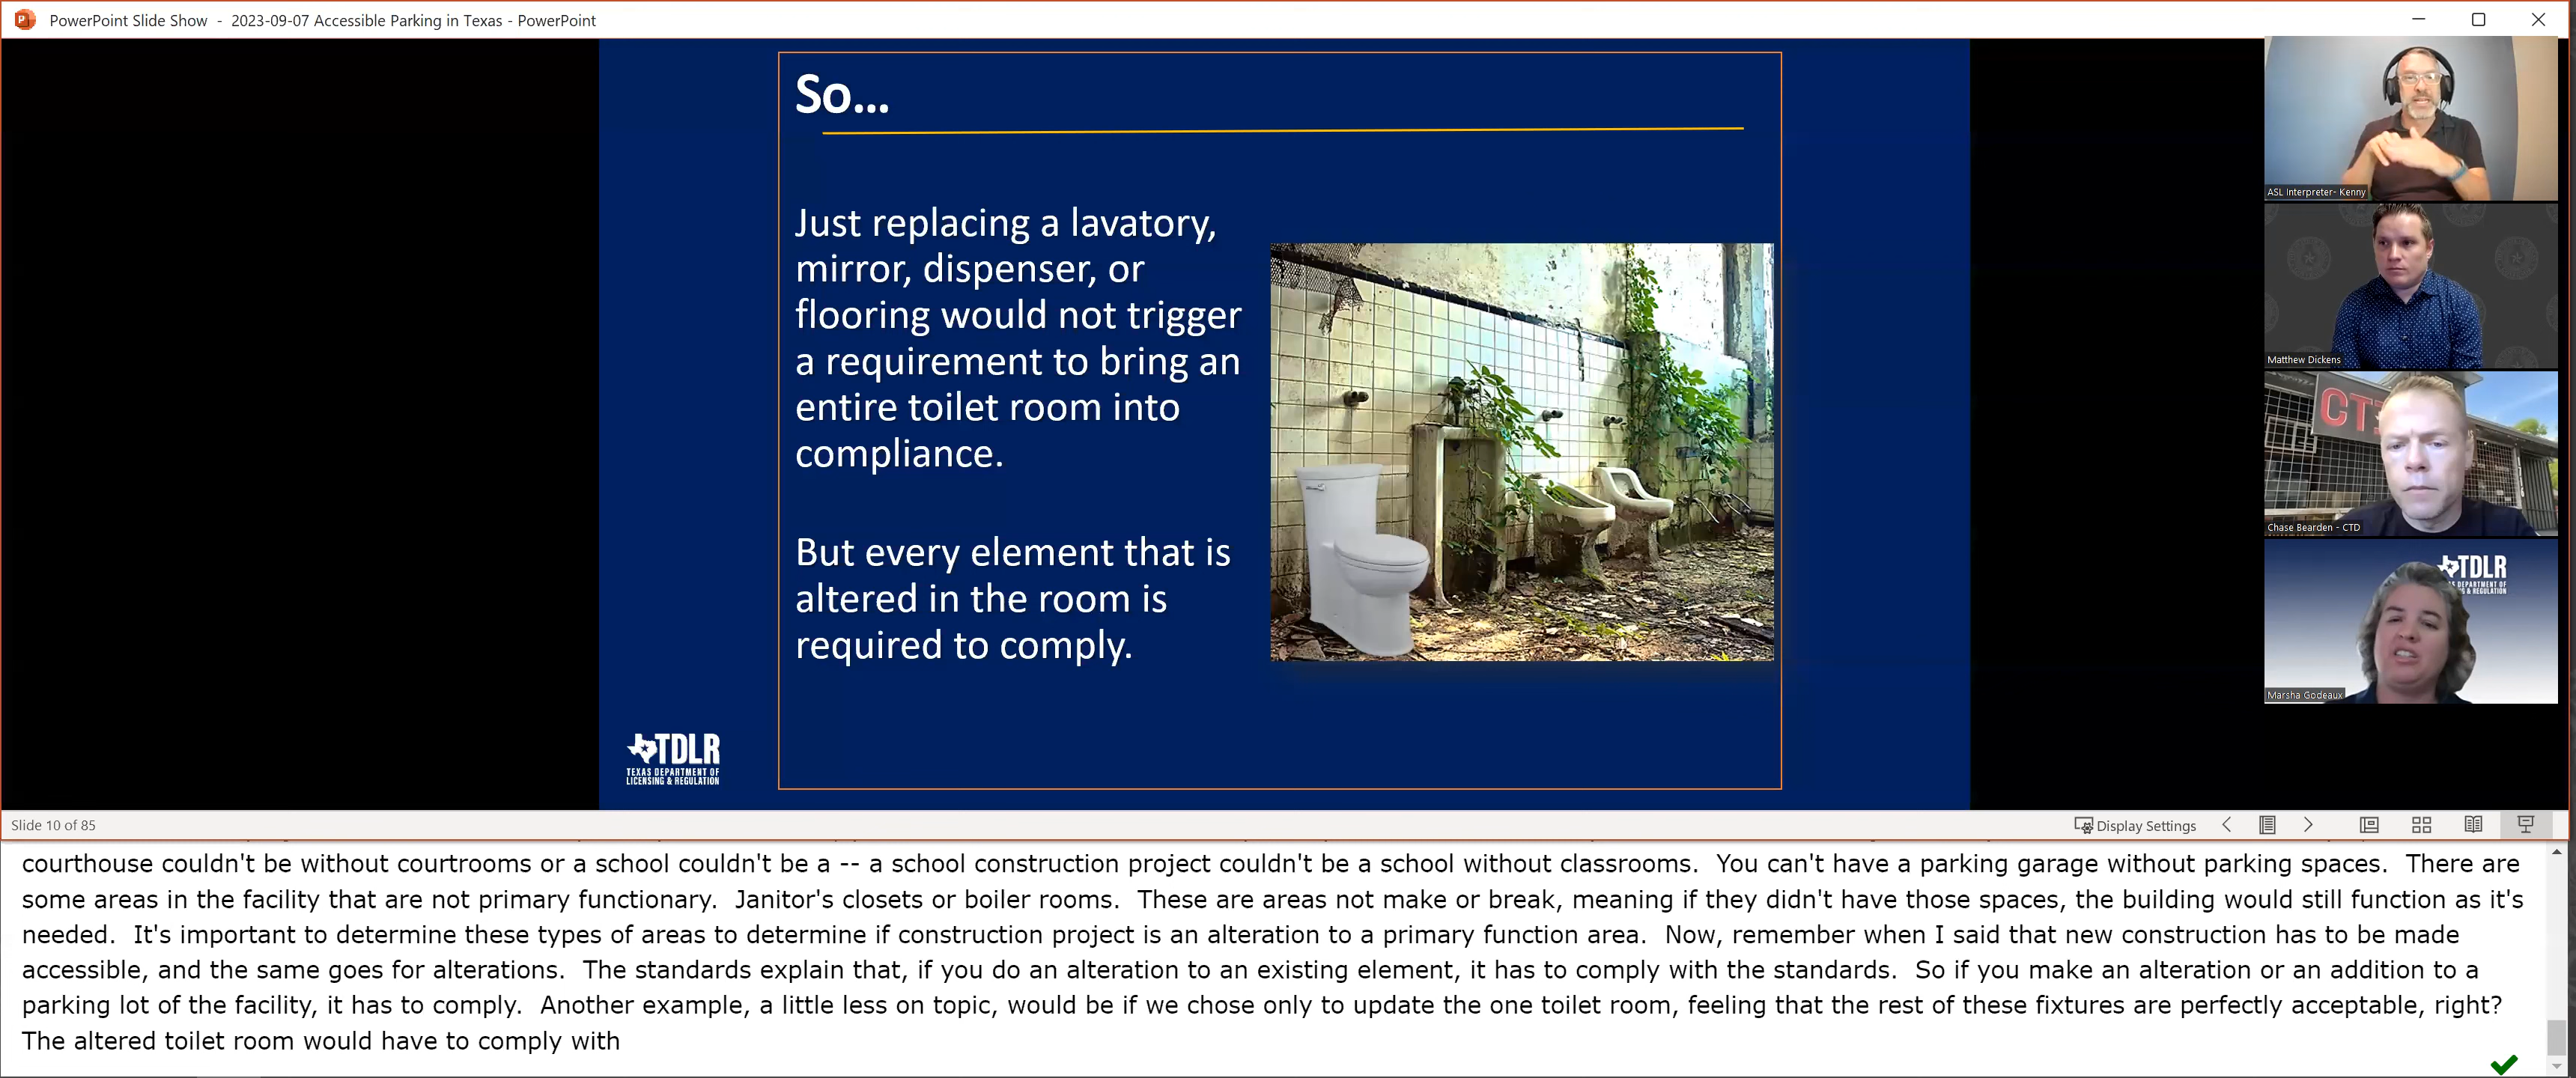 PowerPoint Slide Show - 2023-09-07 Accessible Parking in Texas - PowerPoint
So...
Just replacing a lavatory,
mirror, dispenser, or
flooring would not trigger
a requirement to bring an
entire toilet room into
compliance.
But every element that is
altered in the room is
required to comply.
TDLR
TEXAS DEPARTMENT OF
LICENSING & REGULATION
ASL Interpreter- Kenny
Matthew Dickens
Chase Bearden - CTD
TDLR
S DEPARTMENT OF
G & REGULATION
Marsha Godeaux
Slide 10 of 85
Display Settings
courthouse couldn't be without courtrooms or a school couldn't be a -- a school construction project couldn't be a school without classrooms. You can't have a parking garage without parking spaces. There are
some areas in the facility that are not primary functionary. Janitor's closets or boiler rooms. These are areas not make or break, meaning if they didn't have those spaces, the building would still function as it's
needed. It's important to determine these types of areas to determine if construction project is an alteration to a primary function area. Now, remember when I said that new construction has to be made
accessible, and the same goes for alterations. The standards explain that, if you do an alteration to an existing element, it has to comply with the standards. So if you make an alteration or an addition to a
parking lot of the facility, it has to comply. Another example, a little less on topic, would be if we chose only to update the one toilet room, feeling that the rest of these fixtures are perfectly acceptable, right?
The altered toilet room would have to comply with